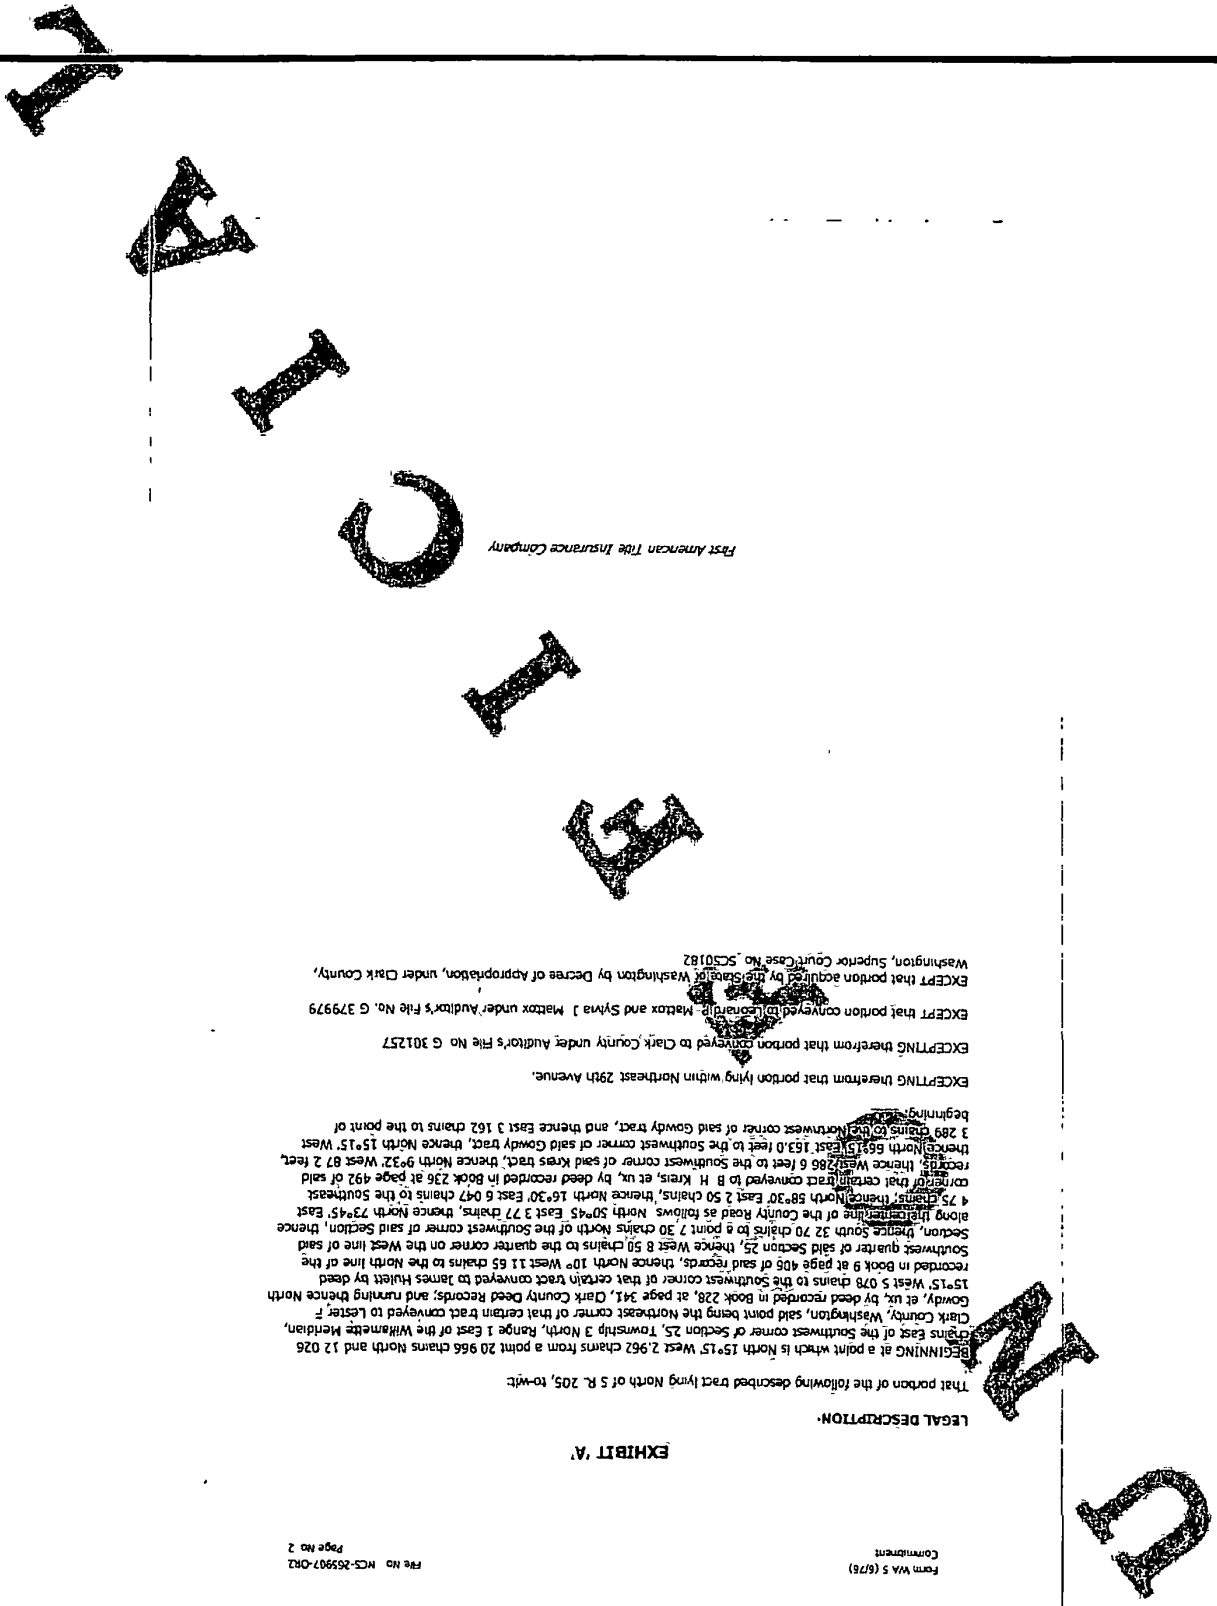 Form WA 5 (6/76)
Commitment
File No NCS-265907-OR2
Page No 2
EXHIBIT 'A'
LEGAL DESCRIPTION·
That portion of the following described tract lying North of S R. 205, to-wit:
BEGINNING at a point which is North 15°15' West 2.962 chains from a point 20 966 chains North and 12 026
chains East of the Southwest corner of Section 25, Township 3 North, Range 1 East of the Willamette Meridian,
Clark County, Washington, said point being the Northeast corner of that certain tract conveyed to Lester F
Gowdy, et ux, by deed recorded in Book 228, at page 341, Clark County Deed Records; and running thence North
15°15' West 5 078 chains to the Southwest corner of that certain tract conveyed to James Hulett by deed
recorded in Book 9 at page 406 of said records, thence North 10° West 11 65 chains to the North line of the
Southwest quarter of said Section 25, thence West 8 50 chains to the quarter corner on the West line of said
Section, thence South 32 70 chains to a point 7 30 chains North of the Southwest corner of said Section, thence
along the center line of the County Road as follows. North 50°45' East 3 77 chains, thence North 73°45' East
4 75 chains; thence North 58°30' East 2 50 chains, thence North 16°30' East 6 047 chains to the Southeast
corner of that certain tract conveyed to B H Kreis, et ux, by deed recorded in Book 236 at page 492 of said
records, thence West 286 6 feet to the Southwest corner of said Kreis tract, thence North 9°32' West 87 2 feet,
thence North 66°15' East 163.0 feet to the Southwest corner of said Gowdy tract, thence North 15°15' West
3 289 chains to the Northwest corner of said Gowdy tract, and thence East 3 162 chains to the point of
beginning.
EXCEPTING therefrom that portion lying within Northeast 29th Avenue.
EXCEPTING therefrom that portion conveyed to Clark County under Auditor's File No G 301257
EXCEPT that portion conveyed to Leonard P Mattox and Sylvia J Mattox under Auditor's File No. G 379979
EXCEPT that portion acquired by the State of Washington by Decree of Appropriation, under Clark County,
Washington, Superior Court Case No SC50182
First American Title Insurance Company
UNOFFICIAL